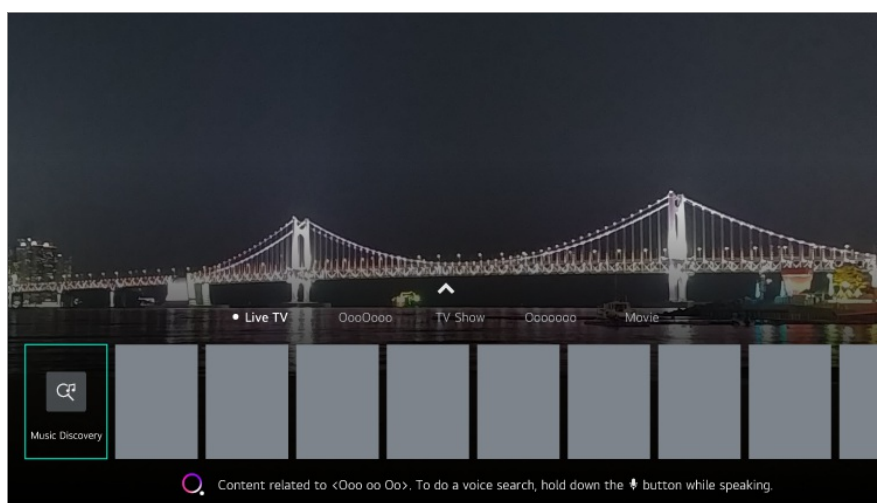 Live TV OooOooo TV Show Ooooooo Movie
Music Discovery
Content related to <Ooo oo Oo>. To do a voice search, hold down the button while speaking.